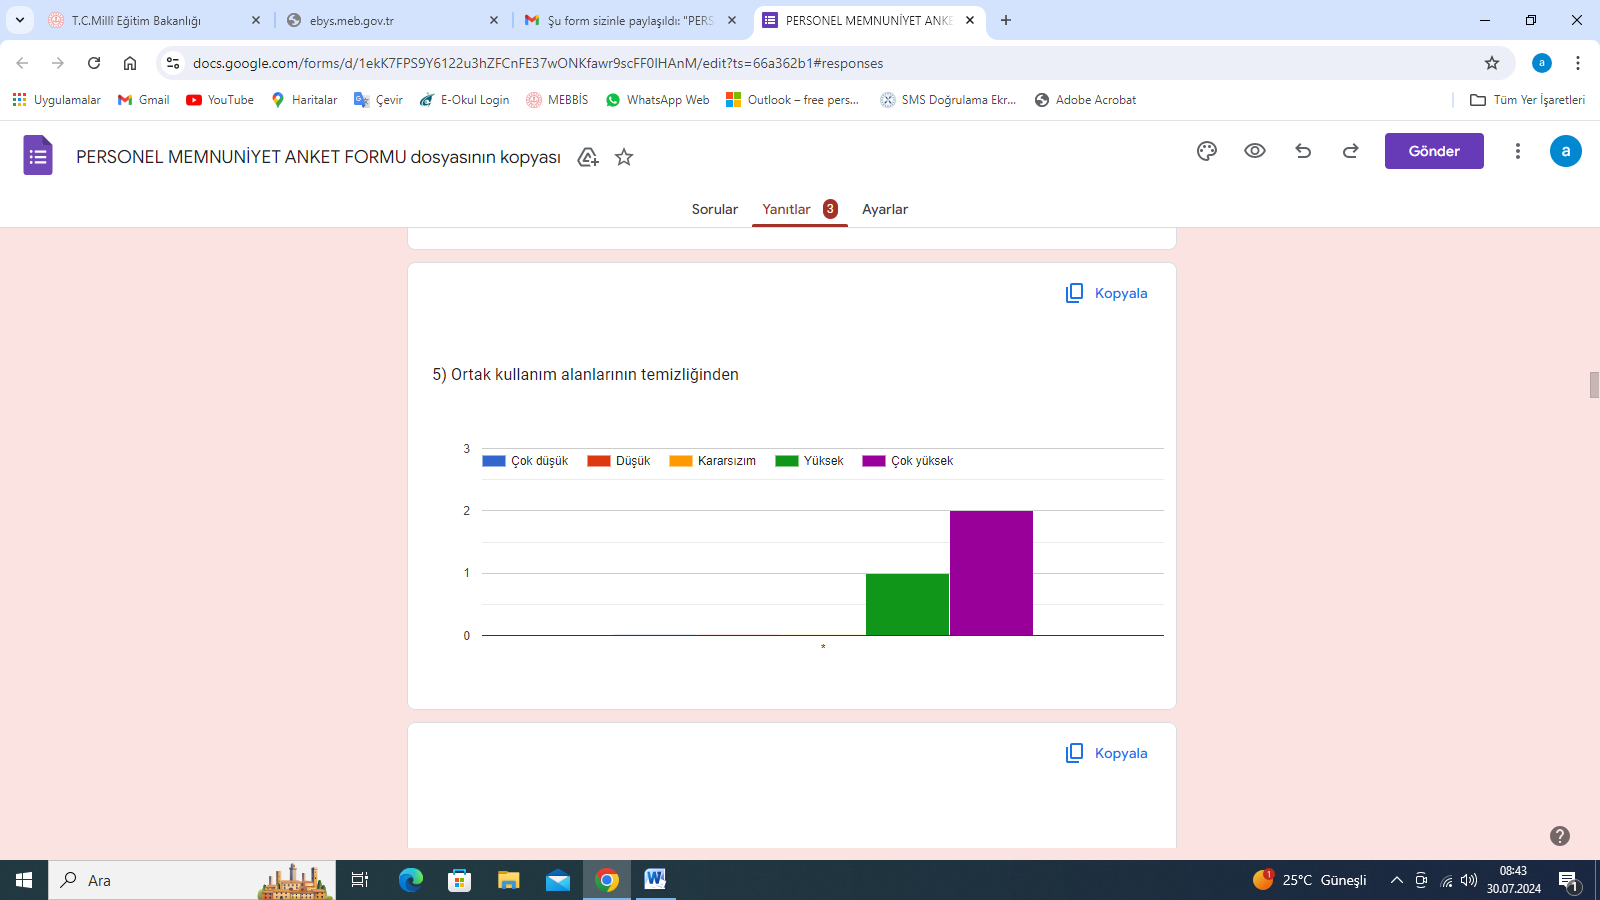 T.C.Millî Eğitim Bakanlığı
ebys.meb.gov.tr
Şu form sizinle paylaşıldı: "PERS
PERSONEL MEMNUNİYET ANKE
docs.google.com/forms/d/1ekK7FPS9Y6122u3hZFCnFE37wONKfawr9scFF0IHAnM/edit?ts=66a362b1#responses
a
Uygulamalar
Gmail
YouTube
Haritalar
Çevir
E-Okul Login
MEBBİS
WhatsApp Web
Outlook – free pers...
SMS Doğrulama Ekr...
Adobe Acrobat
Tüm Yer İşaretleri
PERSONEL MEMNUNİYET ANKET FORMU dosyasının kopyası
Gönder
a
Sorular
Yanıtlar 3
Ayarlar
Kopyala
5) Ortak kullanım alanlarının temizliğinden
3
Çok düşük
Düşük
Kararsızım
Yüksek
Çok yüksek
2
1
0
*
Kopyala
Ara
W
1
25°C Güneşli
08:43
30.07.2024
1